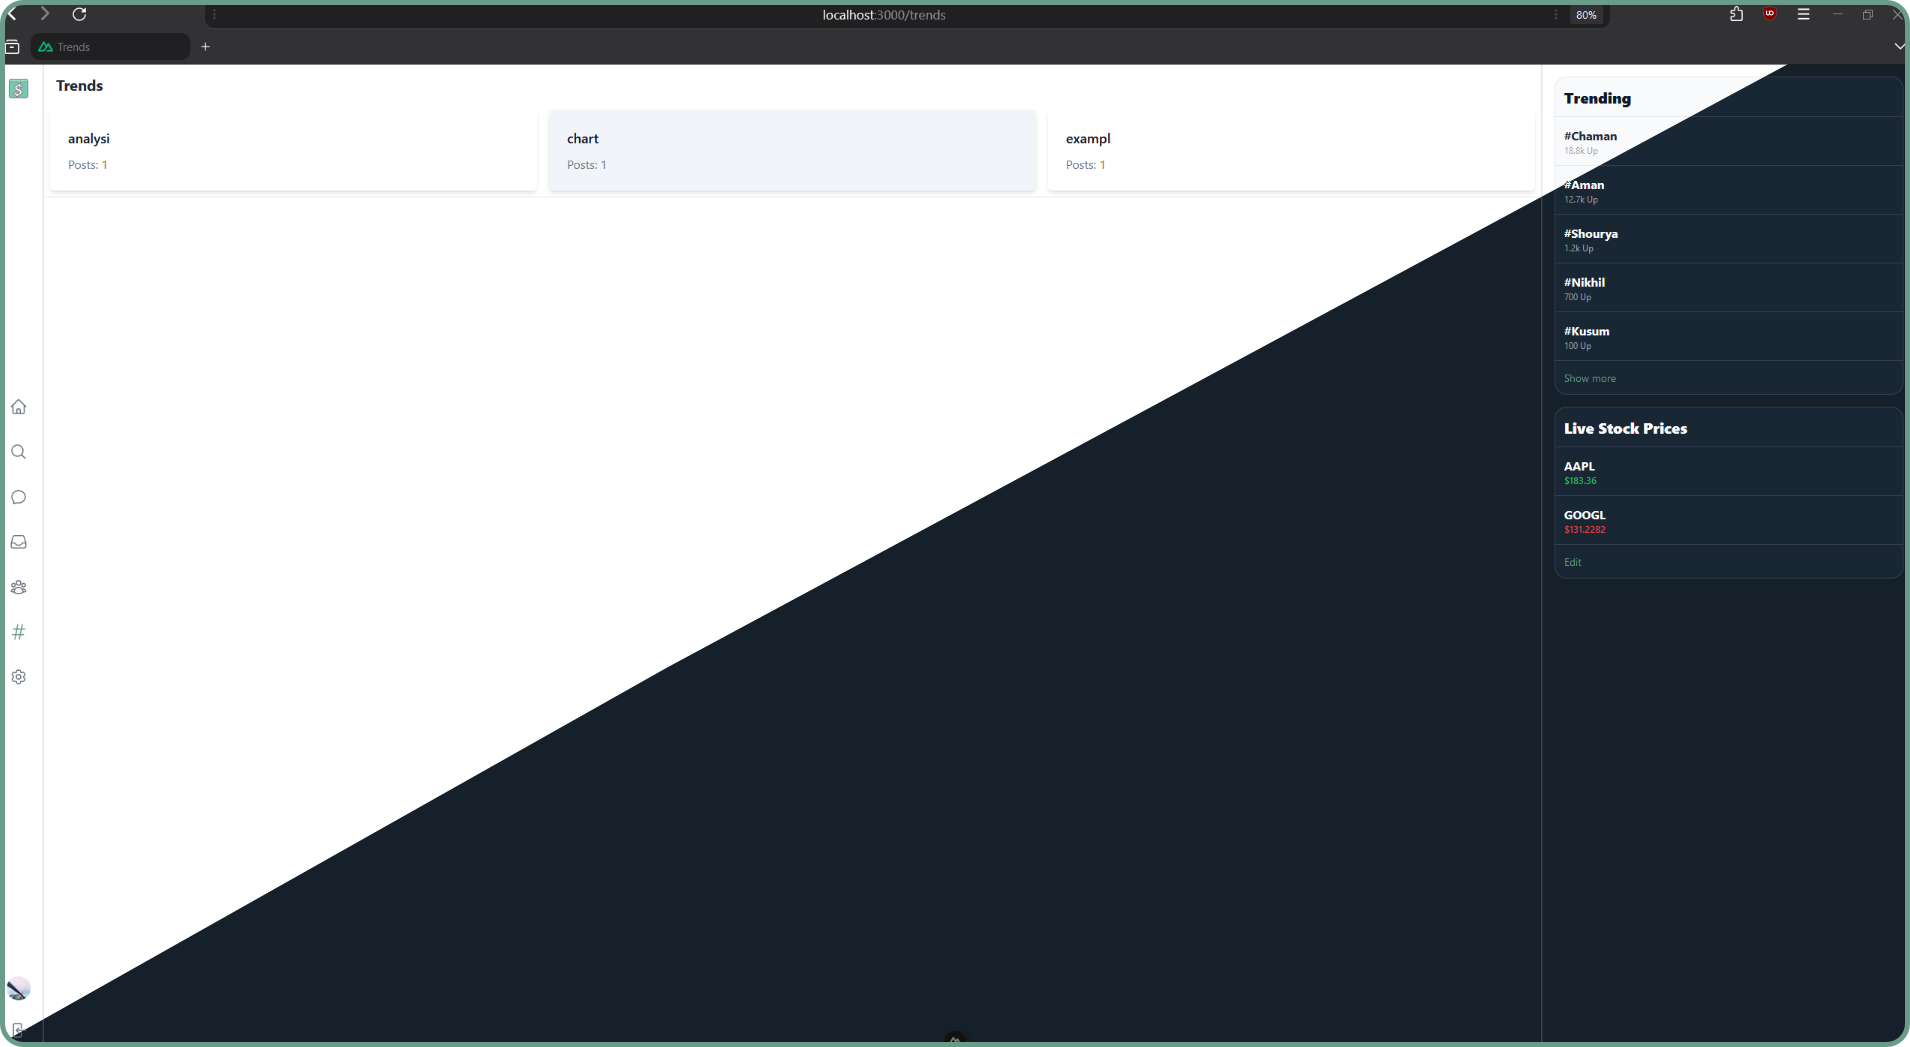 localhost:3000/trends
80%
Trends
Trends
analysi
Posts: 1
chart
Posts: 1
exampl
Posts: 1
Trending
#Chaman
18.8k Up
#Aman
12.7k Up
#Shourya
1.2k Up
#Nikhil
700 Up
#Kusum
100 Up
Show more
Live Stock Prices
AAPL
$183.36
GOOGL
$131.2282
Edit